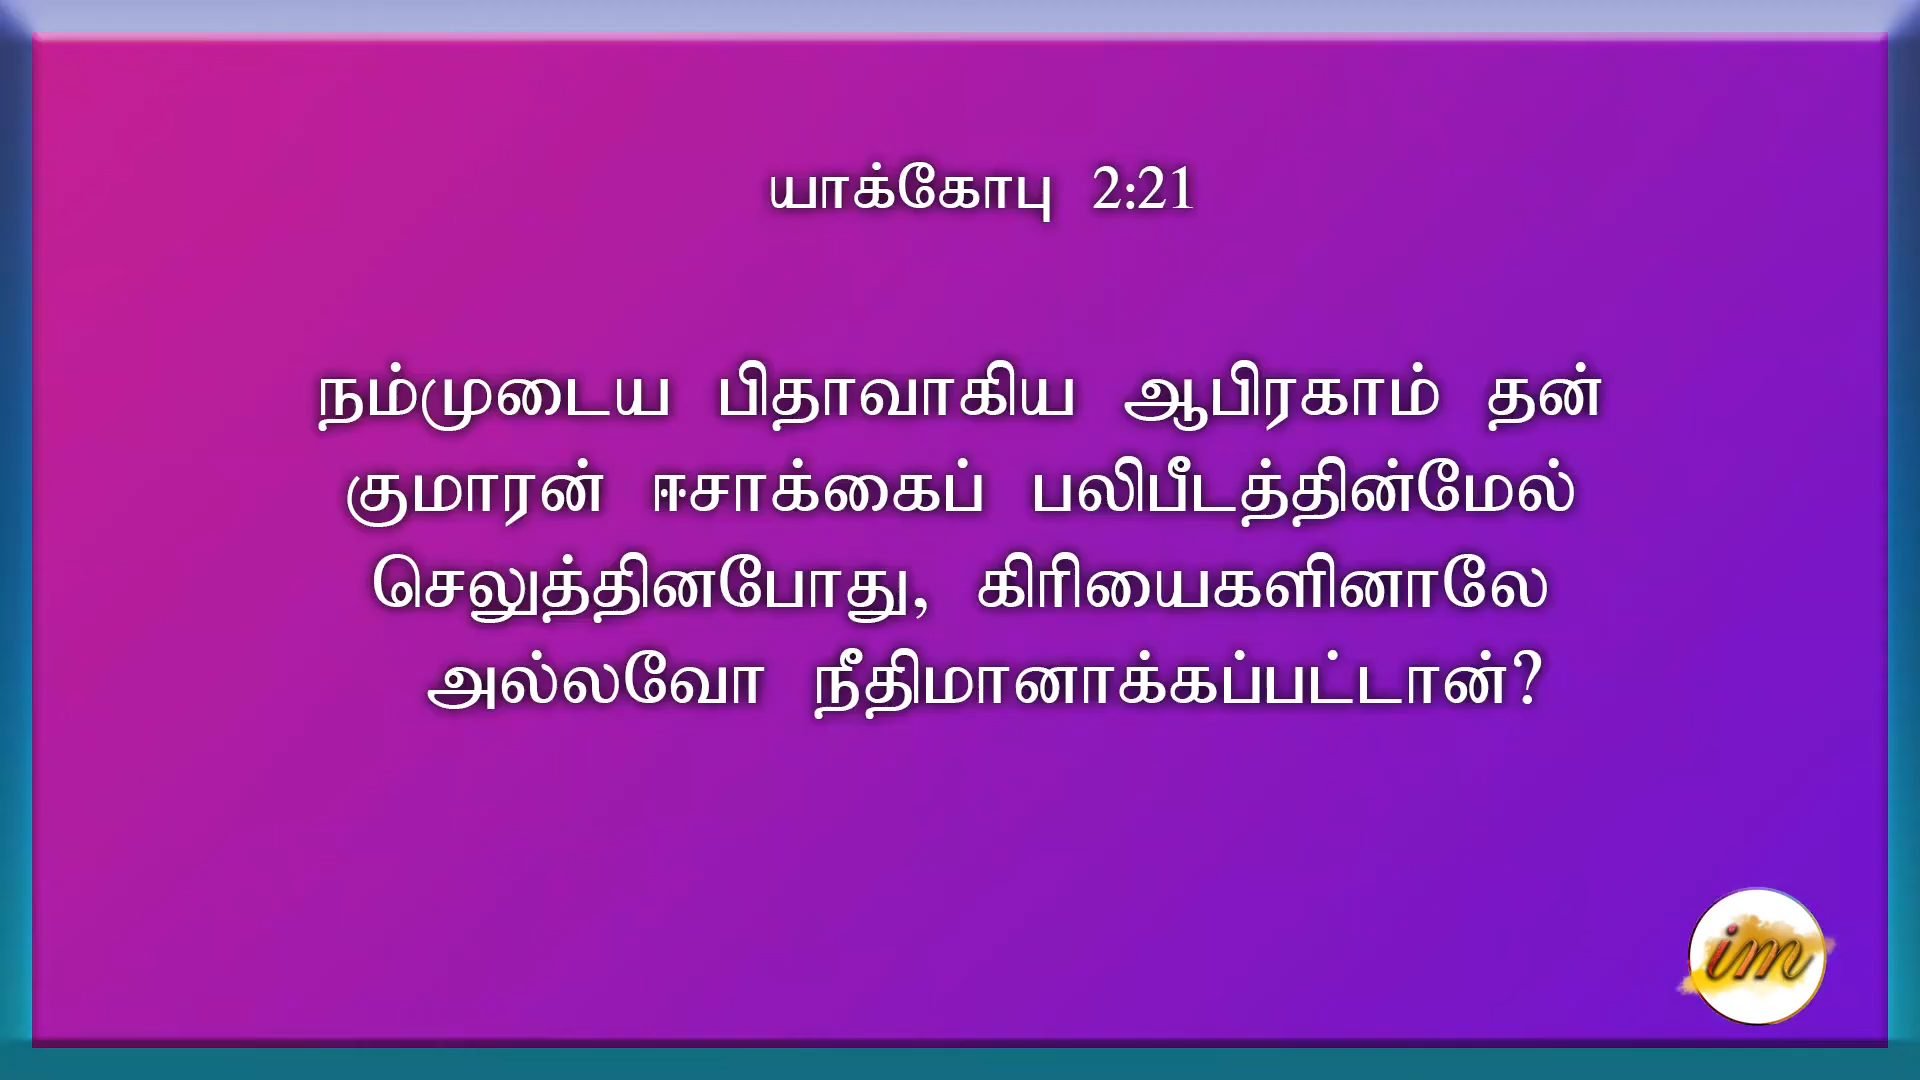 யாக்கோபு 2:21
நம்முடைய பிதாவாகிய ஆபிரகாம் தன்
குமாரன் ஈசாக்கைப் பலிபீடத்தின்மேல்
செலுத்தினபோது, கிரியைகளினாலே
அல்லவோ நீதிமானாக்கப்பட்டான்?
im